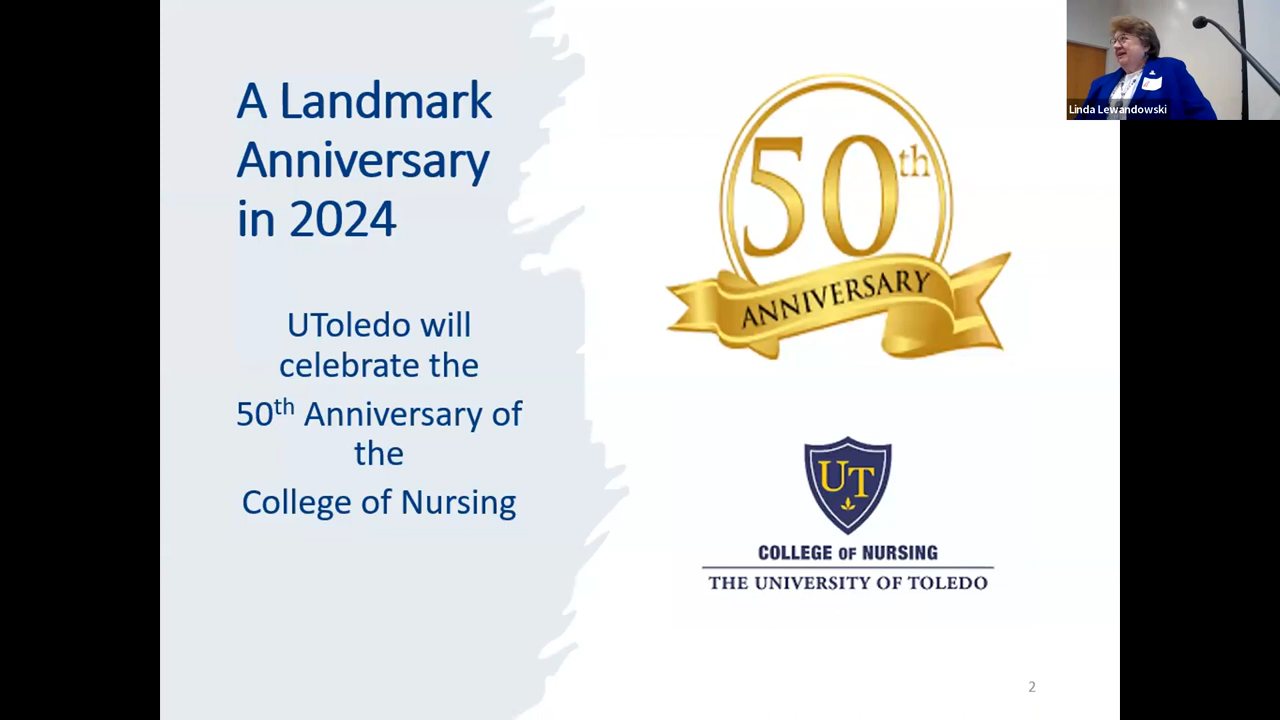 A Landmark
Anniversary
in 2024
UToledo will
celebrate the
50th Anniversary of
the
College of Nursing
50th
ANNIVERSARY
UT
COLLEGE OF NURSING
THE UNIVERSITY OF TOLEDO
2
Linda Lewandowski